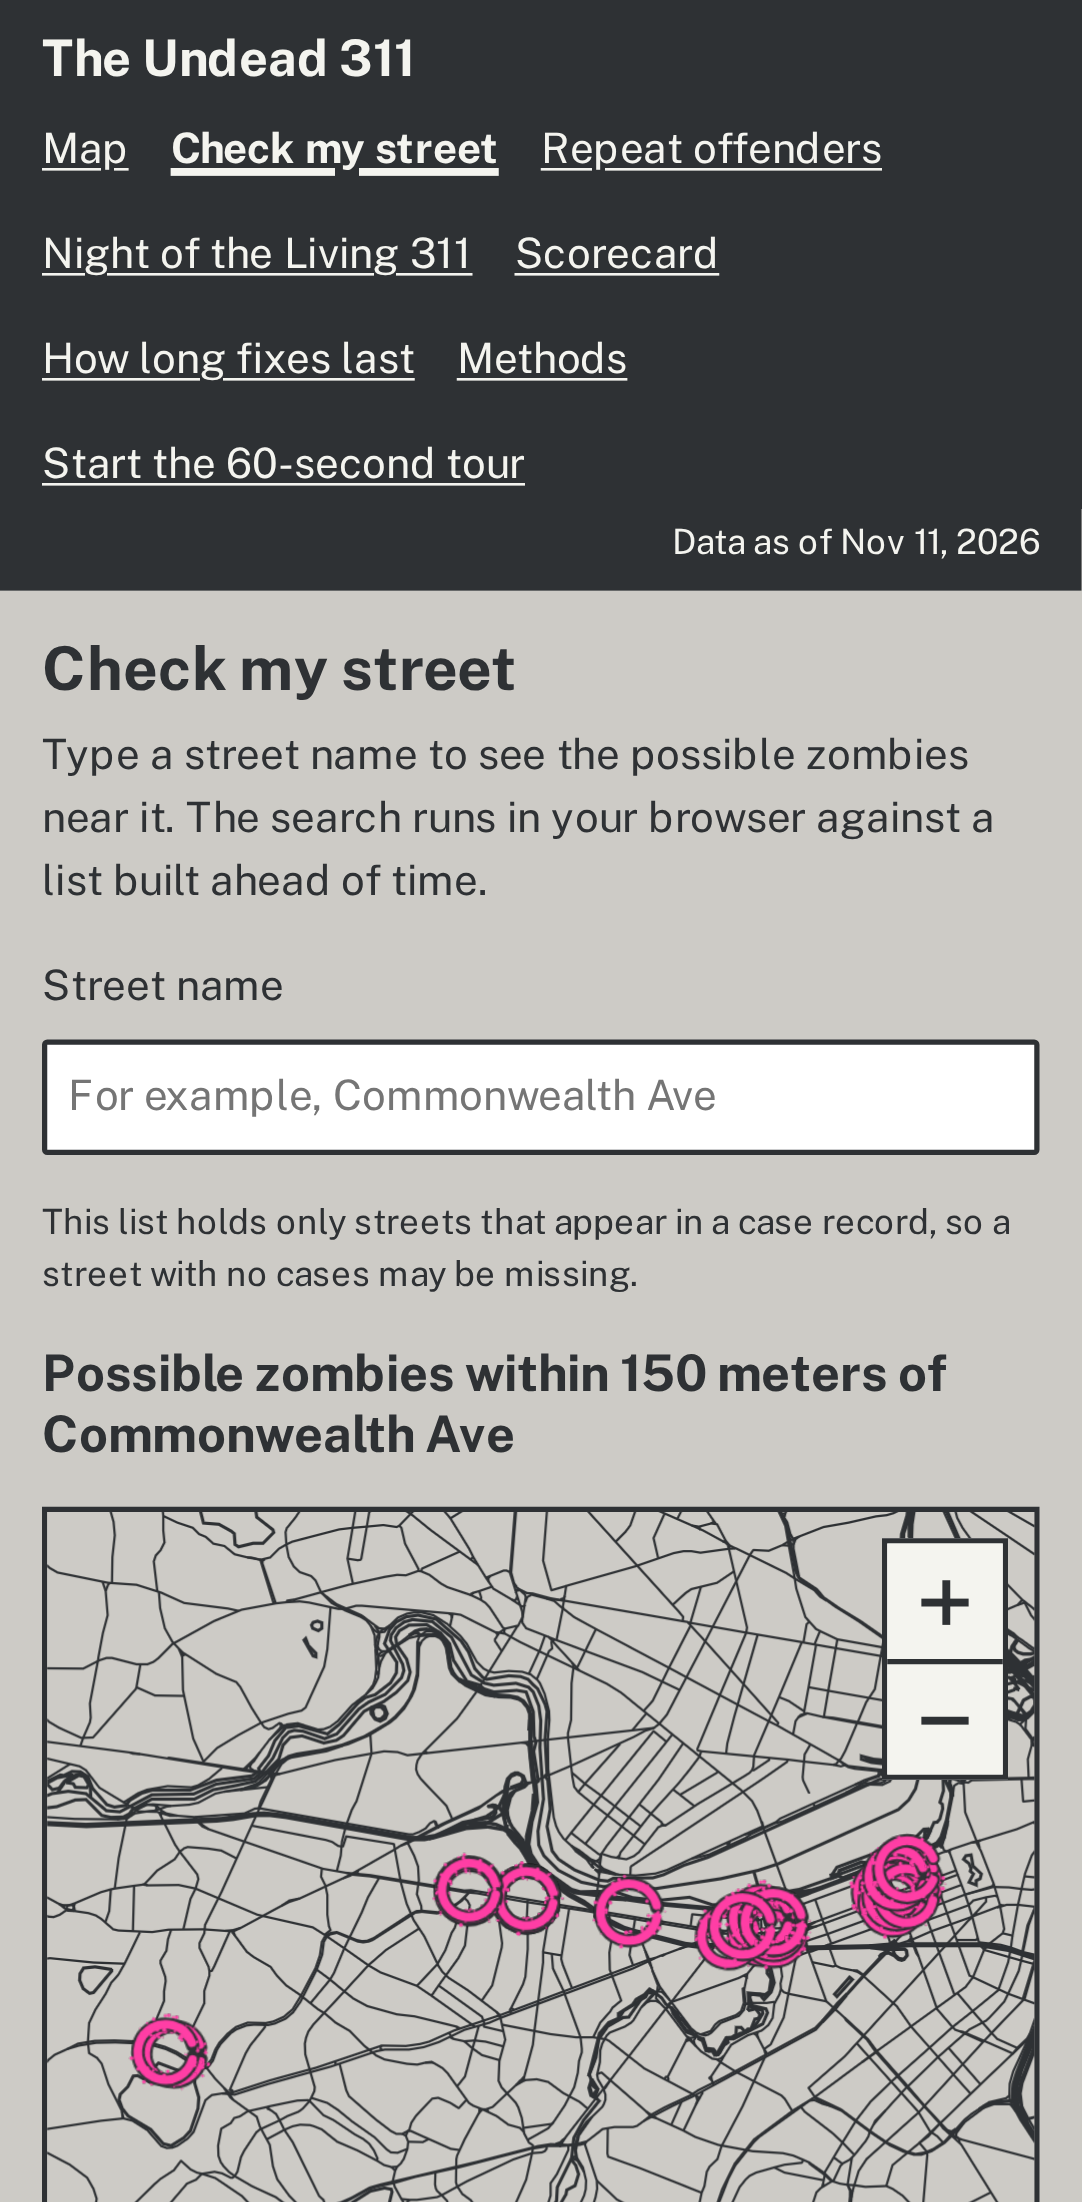 The Undead 311
Map Check my street Repeat offenders
Night of the Living 311 Scorecard
How long fixes last Methods
Start the 60-second tour
Data as of Nov 11, 2026
Check my street
Type a street name to see the possible zombies
near it. The search runs in your browser against a
list built ahead of time.
Street name
For example, Commonwealth Ave
This list holds only streets that appear in a case record, so a
street with no cases may be missing.
Possible zombies within 150 meters of
Commonwealth Ave
+
−